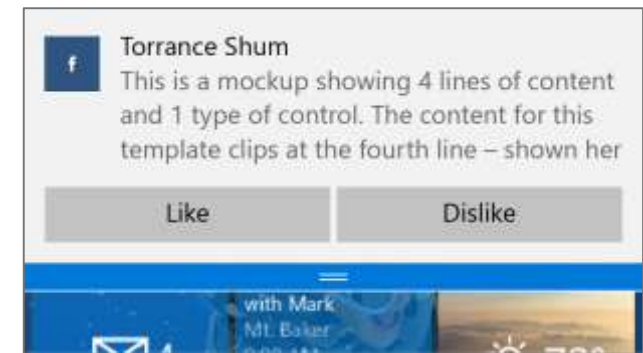 f
Torrance Shum
This is a mockup showing 4 lines of content
and 1 type of control. The content for this
template clips at the fourth line – shown her
Like Dislike
with Mark
Mt. Baker
4